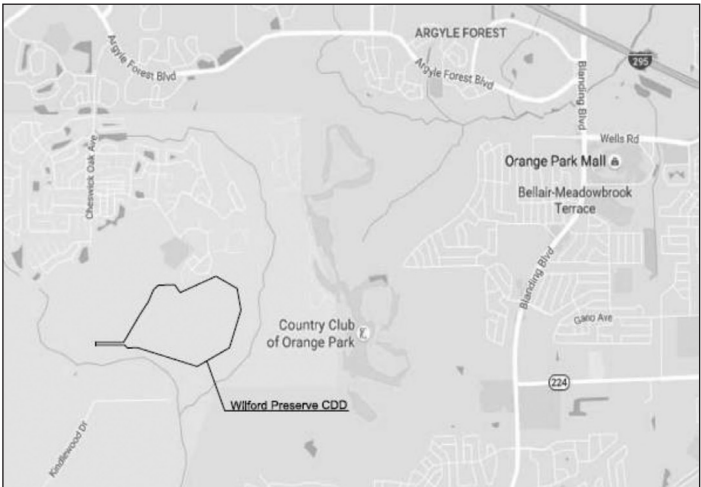 ARGYLE FOREST
Argyle Forest Blvd
Argyle Forest Blvd
295
Blanding Blvd
Wells Rd
Orange Park Mall
Cheswick Oak Ave
Bellair-Meadowbrook
Terrace
Blanding Blvd
Gano Ave
Country Club
of Orange Park
224
Wilford Preserve CDD
Kindlewood Dr